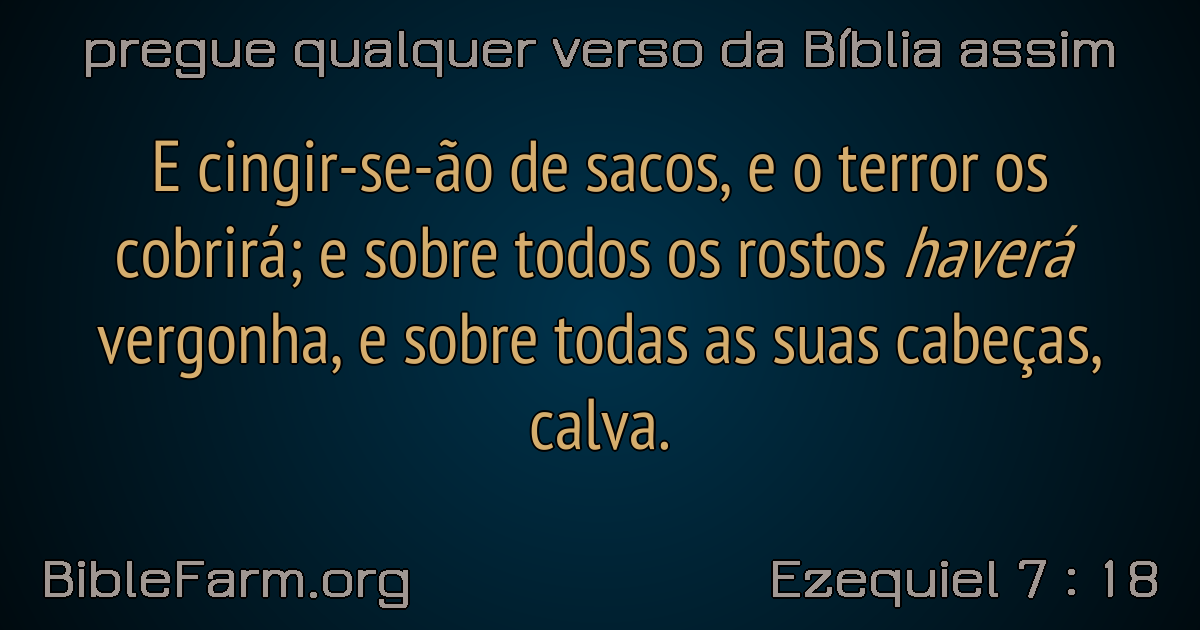 pregue qualquer verso da Bíblia assim
E cingir-se-ão de sacos, e o terror os
cobrirá; e sobre todos os rostos haverá
vergonha, e sobre todas as suas cabeças,
calva.
BibleFarm.org
Ezequiel 7 : 18